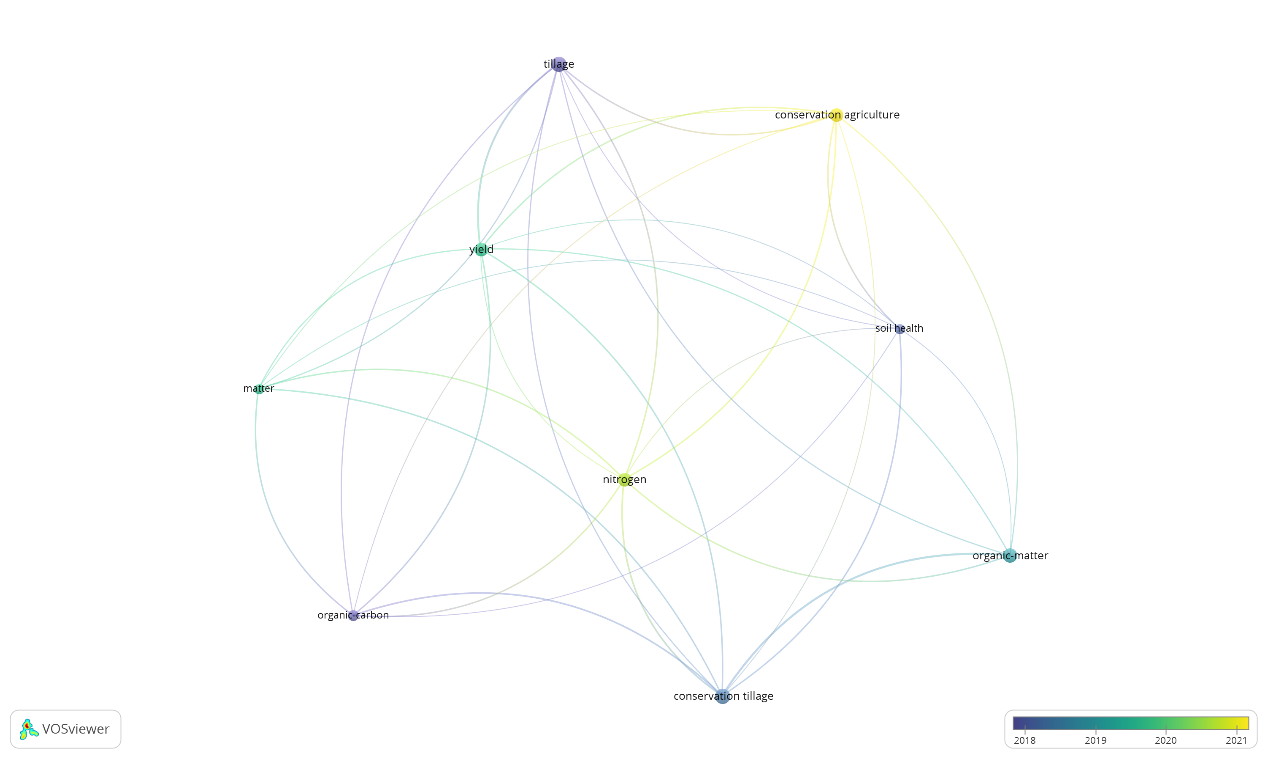 tillage
conservation agriculture
yield
soil health
matter
nitrogen
organic-matter
organic-carbon
conservation tillage
VOSviewer
2018 2019 2020 2021